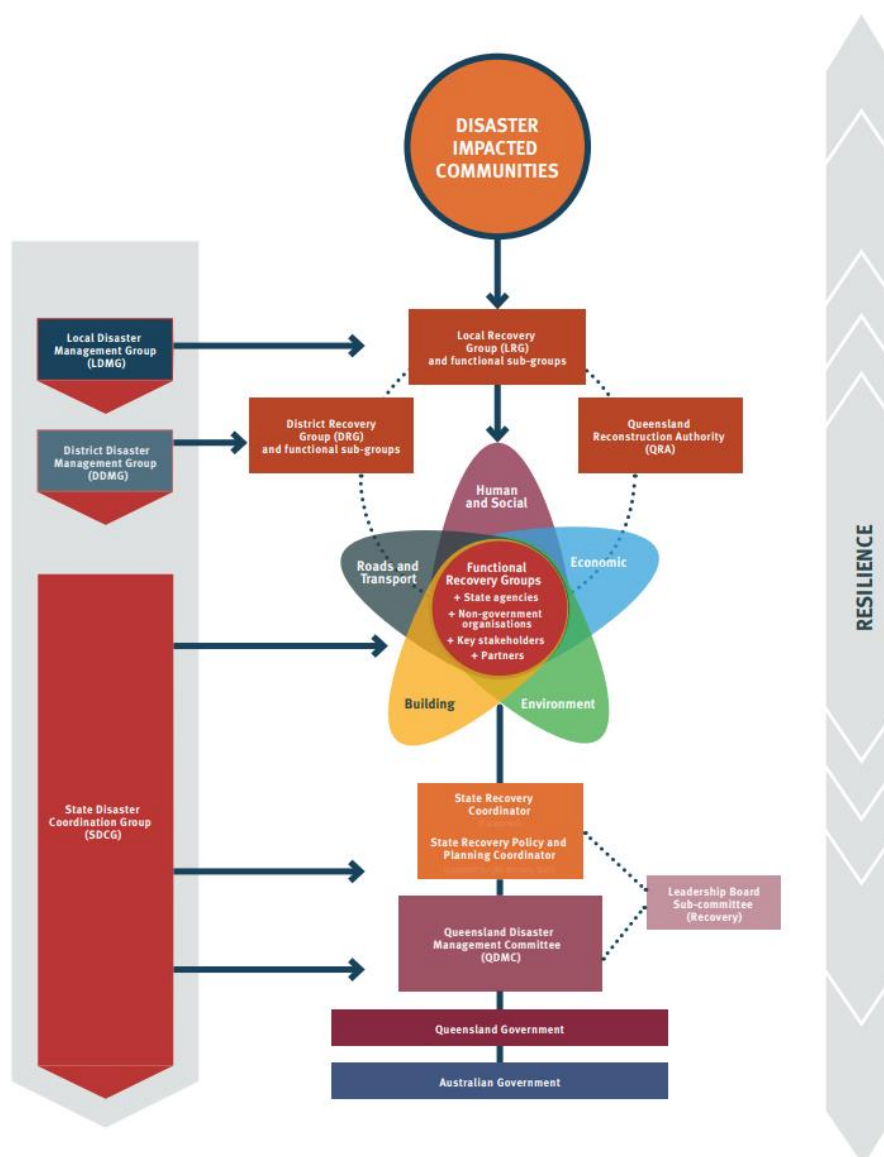 DISASTER
IMPACTED
COMMUNITIES
Local Disaster
Management Group
(LDMG)
Local Recovery
Group (LRG)
and functional sub-groups
District Disaster
Management Group
(DDMG)
District Recovery
Group (DRG)
and functional sub-groups
Queensland
Reconstruction Authority
(QRA)
Human
and Social
Roads and
Transport
Economic
Functional
Recovery Groups
+ State agencies
+ Non-government
organisations
+ Key stakeholders
+ Partners
Building
Environment
State Disaster
Coordination Group
(SDCG)
State Recovery
Coordinator
State Recovery Policy and
Planning Coordinator
Leadership Board
Sub-committee
(Recovery)
Queensland Disaster
Management Committee
(QDMC)
Queensland Government
Australian Government
RESILIENCE